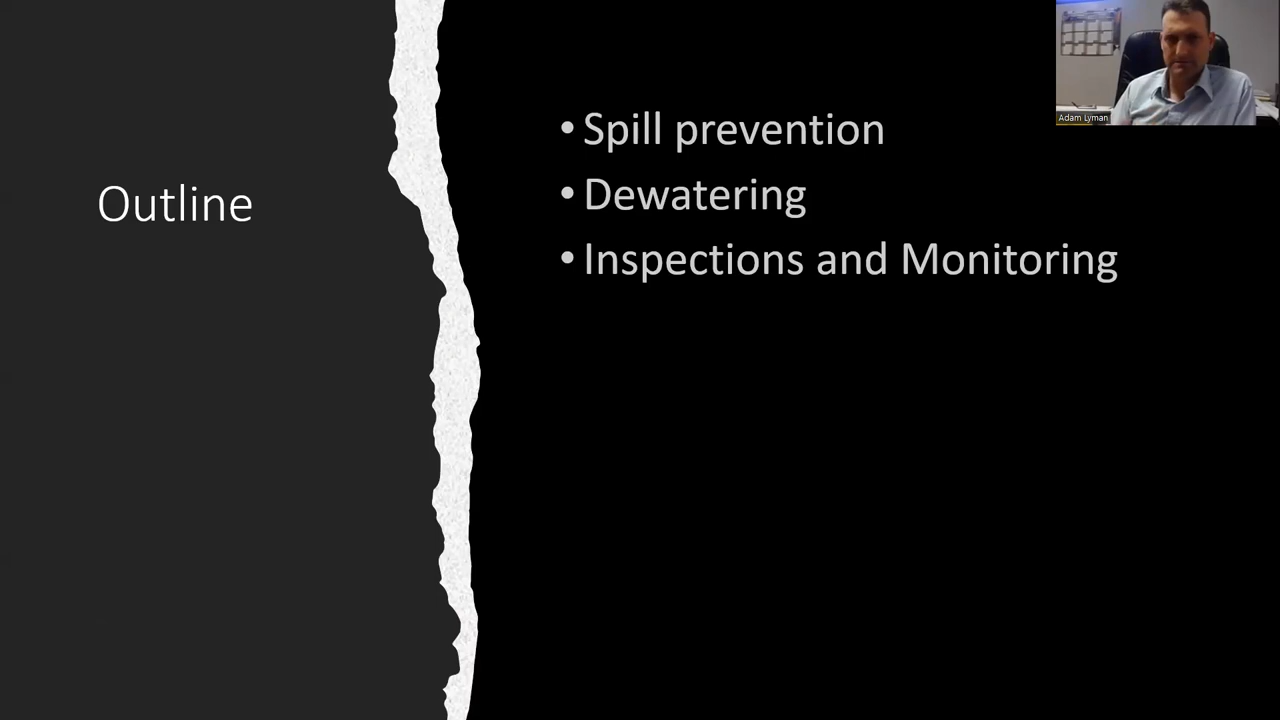 Outline
• Spill prevention
• Dewatering
• Inspections and Monitoring
Adam Lyman